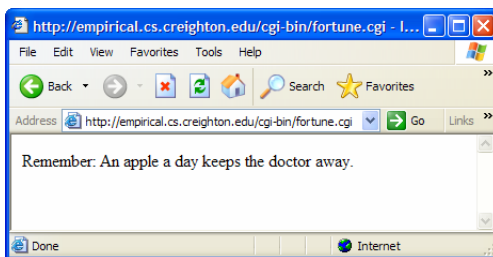 http://empirical.cs.creighton.edu/cgi-bin/fortune.cgi - I...
File Edit View Favorites Tools Help
Back Search Favorites »
Address http://empirical.cs.creighton.edu/cgi-bin/fortune.cgi Go Links »
Remember: An apple a day keeps the doctor away.
Done Internet